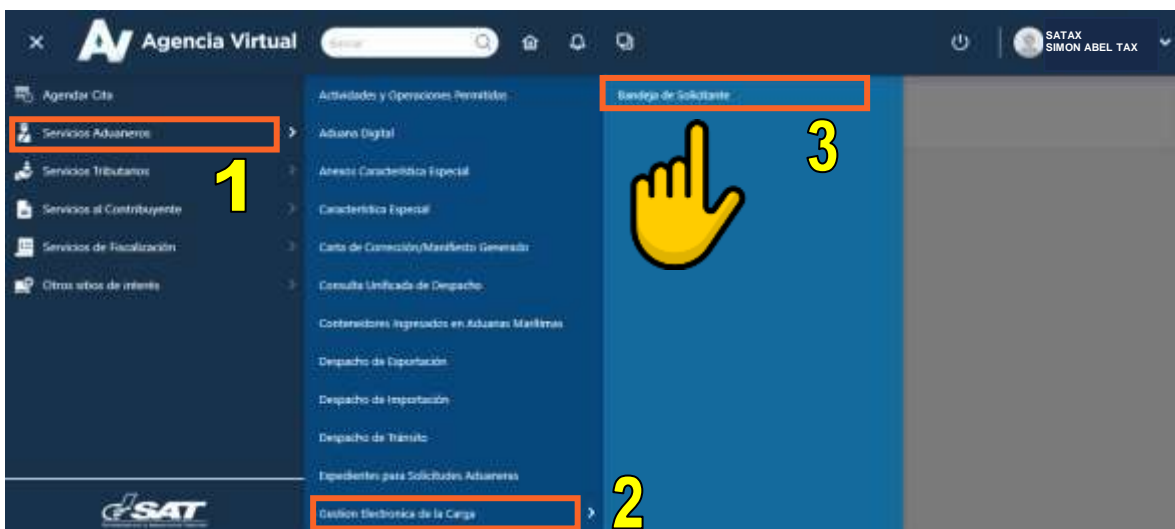 Agencia Virtual
SATAX
SIMON ABEL TAX
Agendar Cita
Servicios Aduaneros
1
Servicios Tributarios
Servicios al Contribuyente
Servicios de Fiscalización
Otros sitios de interés
SAT
Actividades y Operaciones Permitidas
Aduana Digital
Anexos Característica Especial
Característica Especial
Carta de Corrección/Manifiesto Generado
Consulta Unificada de Despacho
Contenedores Ingresados en Aduanas Marítimas
Despacho de Exportación
Despacho de Importación
Despacho de Tránsito
Expedientes para Solicitudes Aduaneras
Gestion Electronica de la Carga
2
Bandeja de Solicitante
3